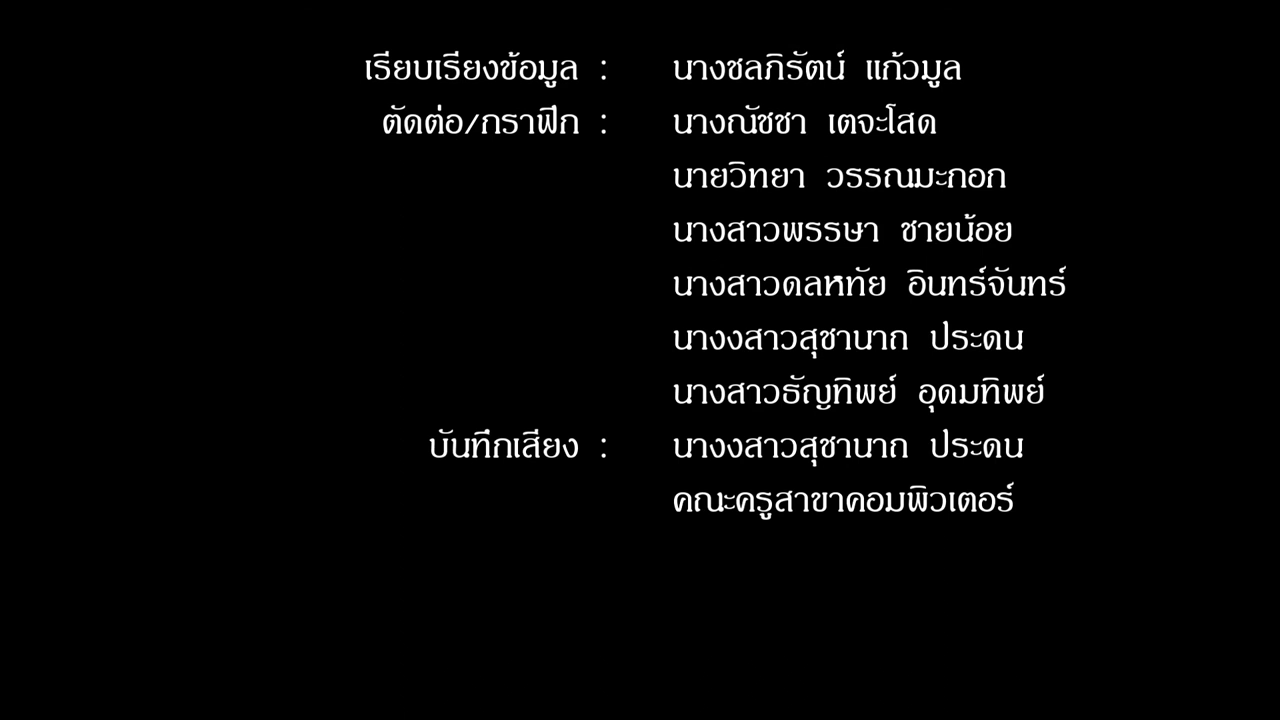 เรียบเรียงข้อมูล : นางชลภิรัตน์ แก้วมูล
ตัดต่อ/กราฟิก : นางณัชชา เตจะโสด
นายวิทยา วรรณมะกอก
นางสาวพรรษา ชายน้อย
นางสาวดลหทัย อินทร์จันทร์
นางงสาวสุชานาถ ประดน
นางสาวธัญทิพย์ อุดมทิพย์
บันทึกเสียง : นางงสาวสุชานาถ ประดน
คณะครูสาขาคอมพิวเตอร์